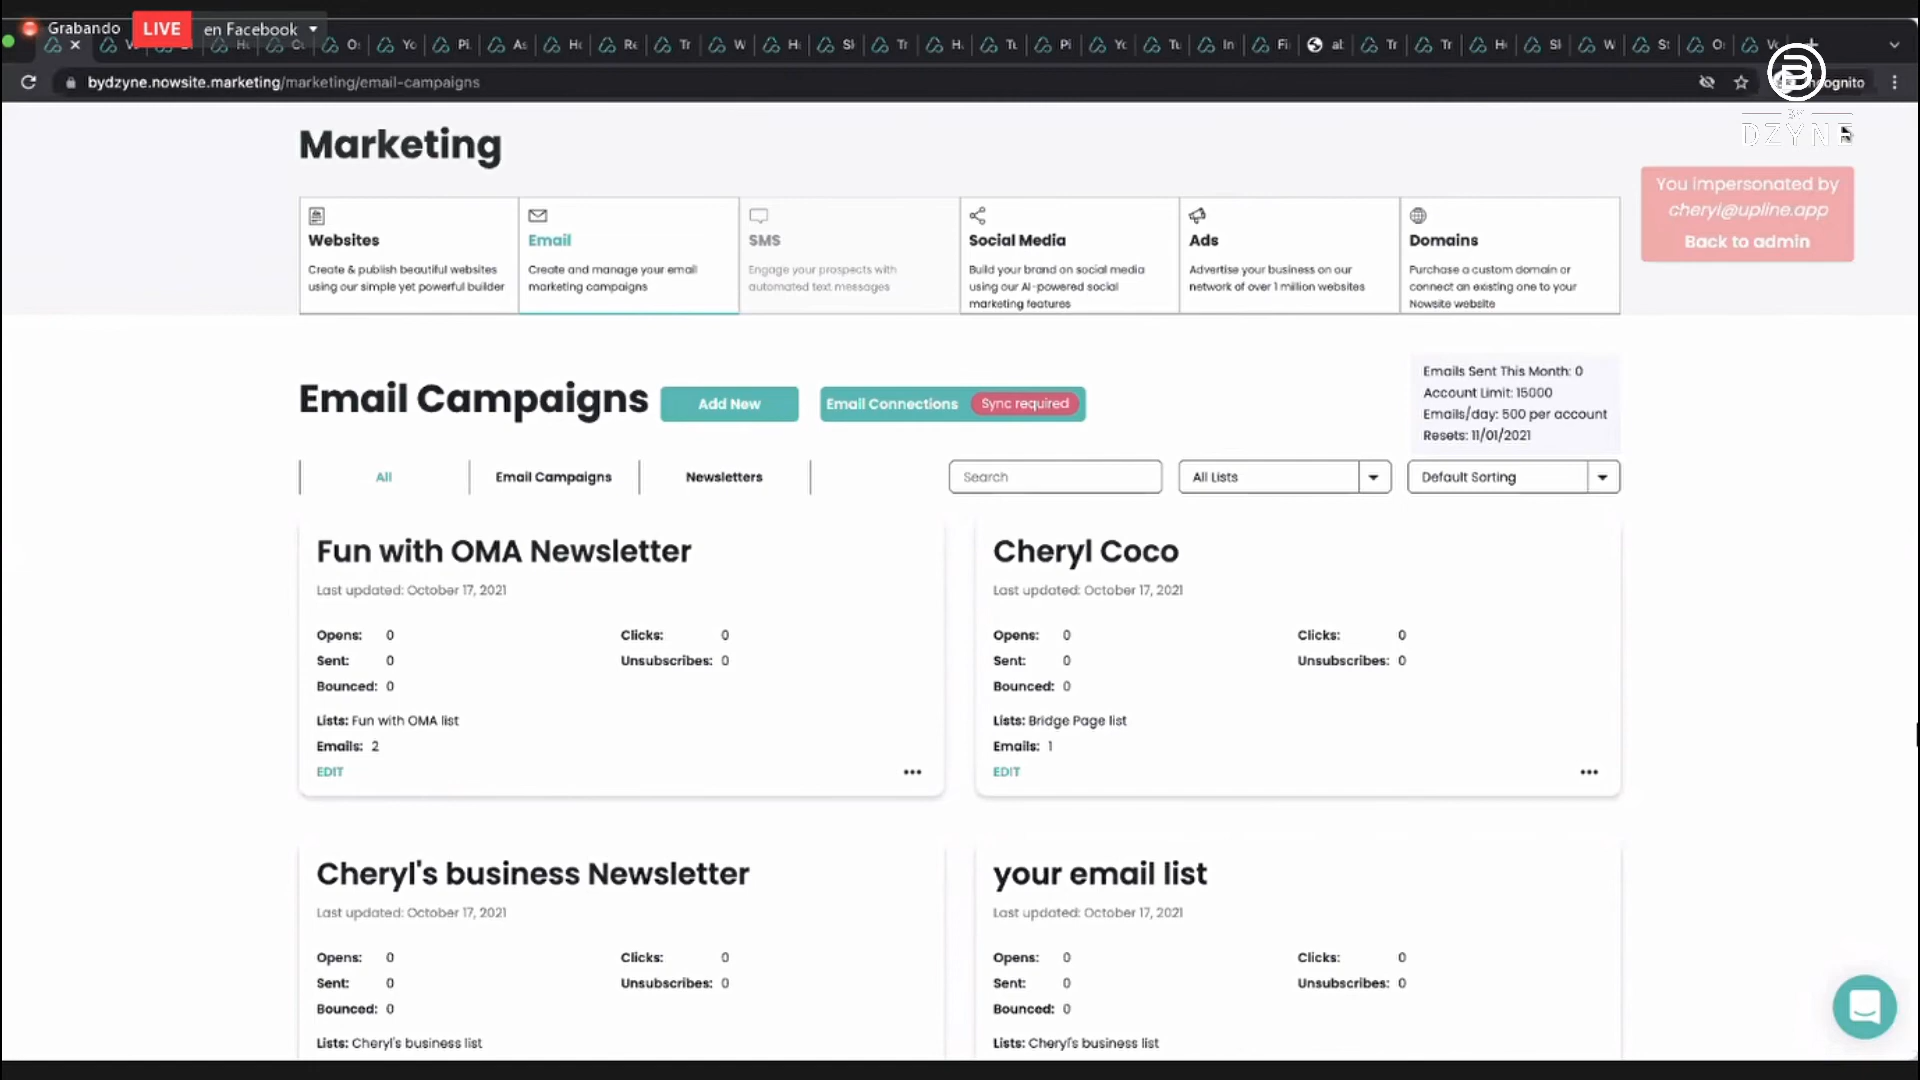 Grabando LIVE en Facebook
bydzyne.nowsite.marketing/marketing/email-campaigns
DZYNE
Marketing
You impersonated by
cheryl@upline.app
Back to admin
Websites
Create & publish beautiful websites
using our simple yet powerful builder
Email
Create and manage your email
marketing campaigns
SMS
Engage your prospects with
automated text messages
Social Media
Build your brand on social media
using our AI-powered social
marketing features
Ads
Advertise your business on our
network of over 1 million websites
Domains
Purchase a custom domain or
connect an existing one to your
Nowsite website
Email Campaigns
Add New
Email Connections Sync required
Emails Sent This Month: 0
Account Limit: 15000
Emails/day: 500 per account
Resets: 11/01/2021
All Email Campaigns Newsletters Search All Lists Default Sorting
Fun with OMA Newsletter
Last updated: October 17, 2021
Opens: 0 Clicks: 0
Sent: 0 Unsubscribes: 0
Bounced: 0
Lists: Fun with OMA list
Emails: 2
EDIT
Cheryl Coco
Last updated: October 17, 2021
Opens: 0 Clicks: 0
Sent: 0 Unsubscribes: 0
Bounced: 0
Lists: Bridge Page list
Emails: 1
EDIT
Cheryl's business Newsletter
Last updated: October 17, 2021
Opens: 0 Clicks: 0
Sent: 0 Unsubscribes: 0
Bounced: 0
Lists: Cheryl's business list
your email list
Last updated: October 17, 2021
Opens: 0 Clicks: 0
Sent: 0 Unsubscribes: 0
Bounced: 0
Lists: Cheryl's business list